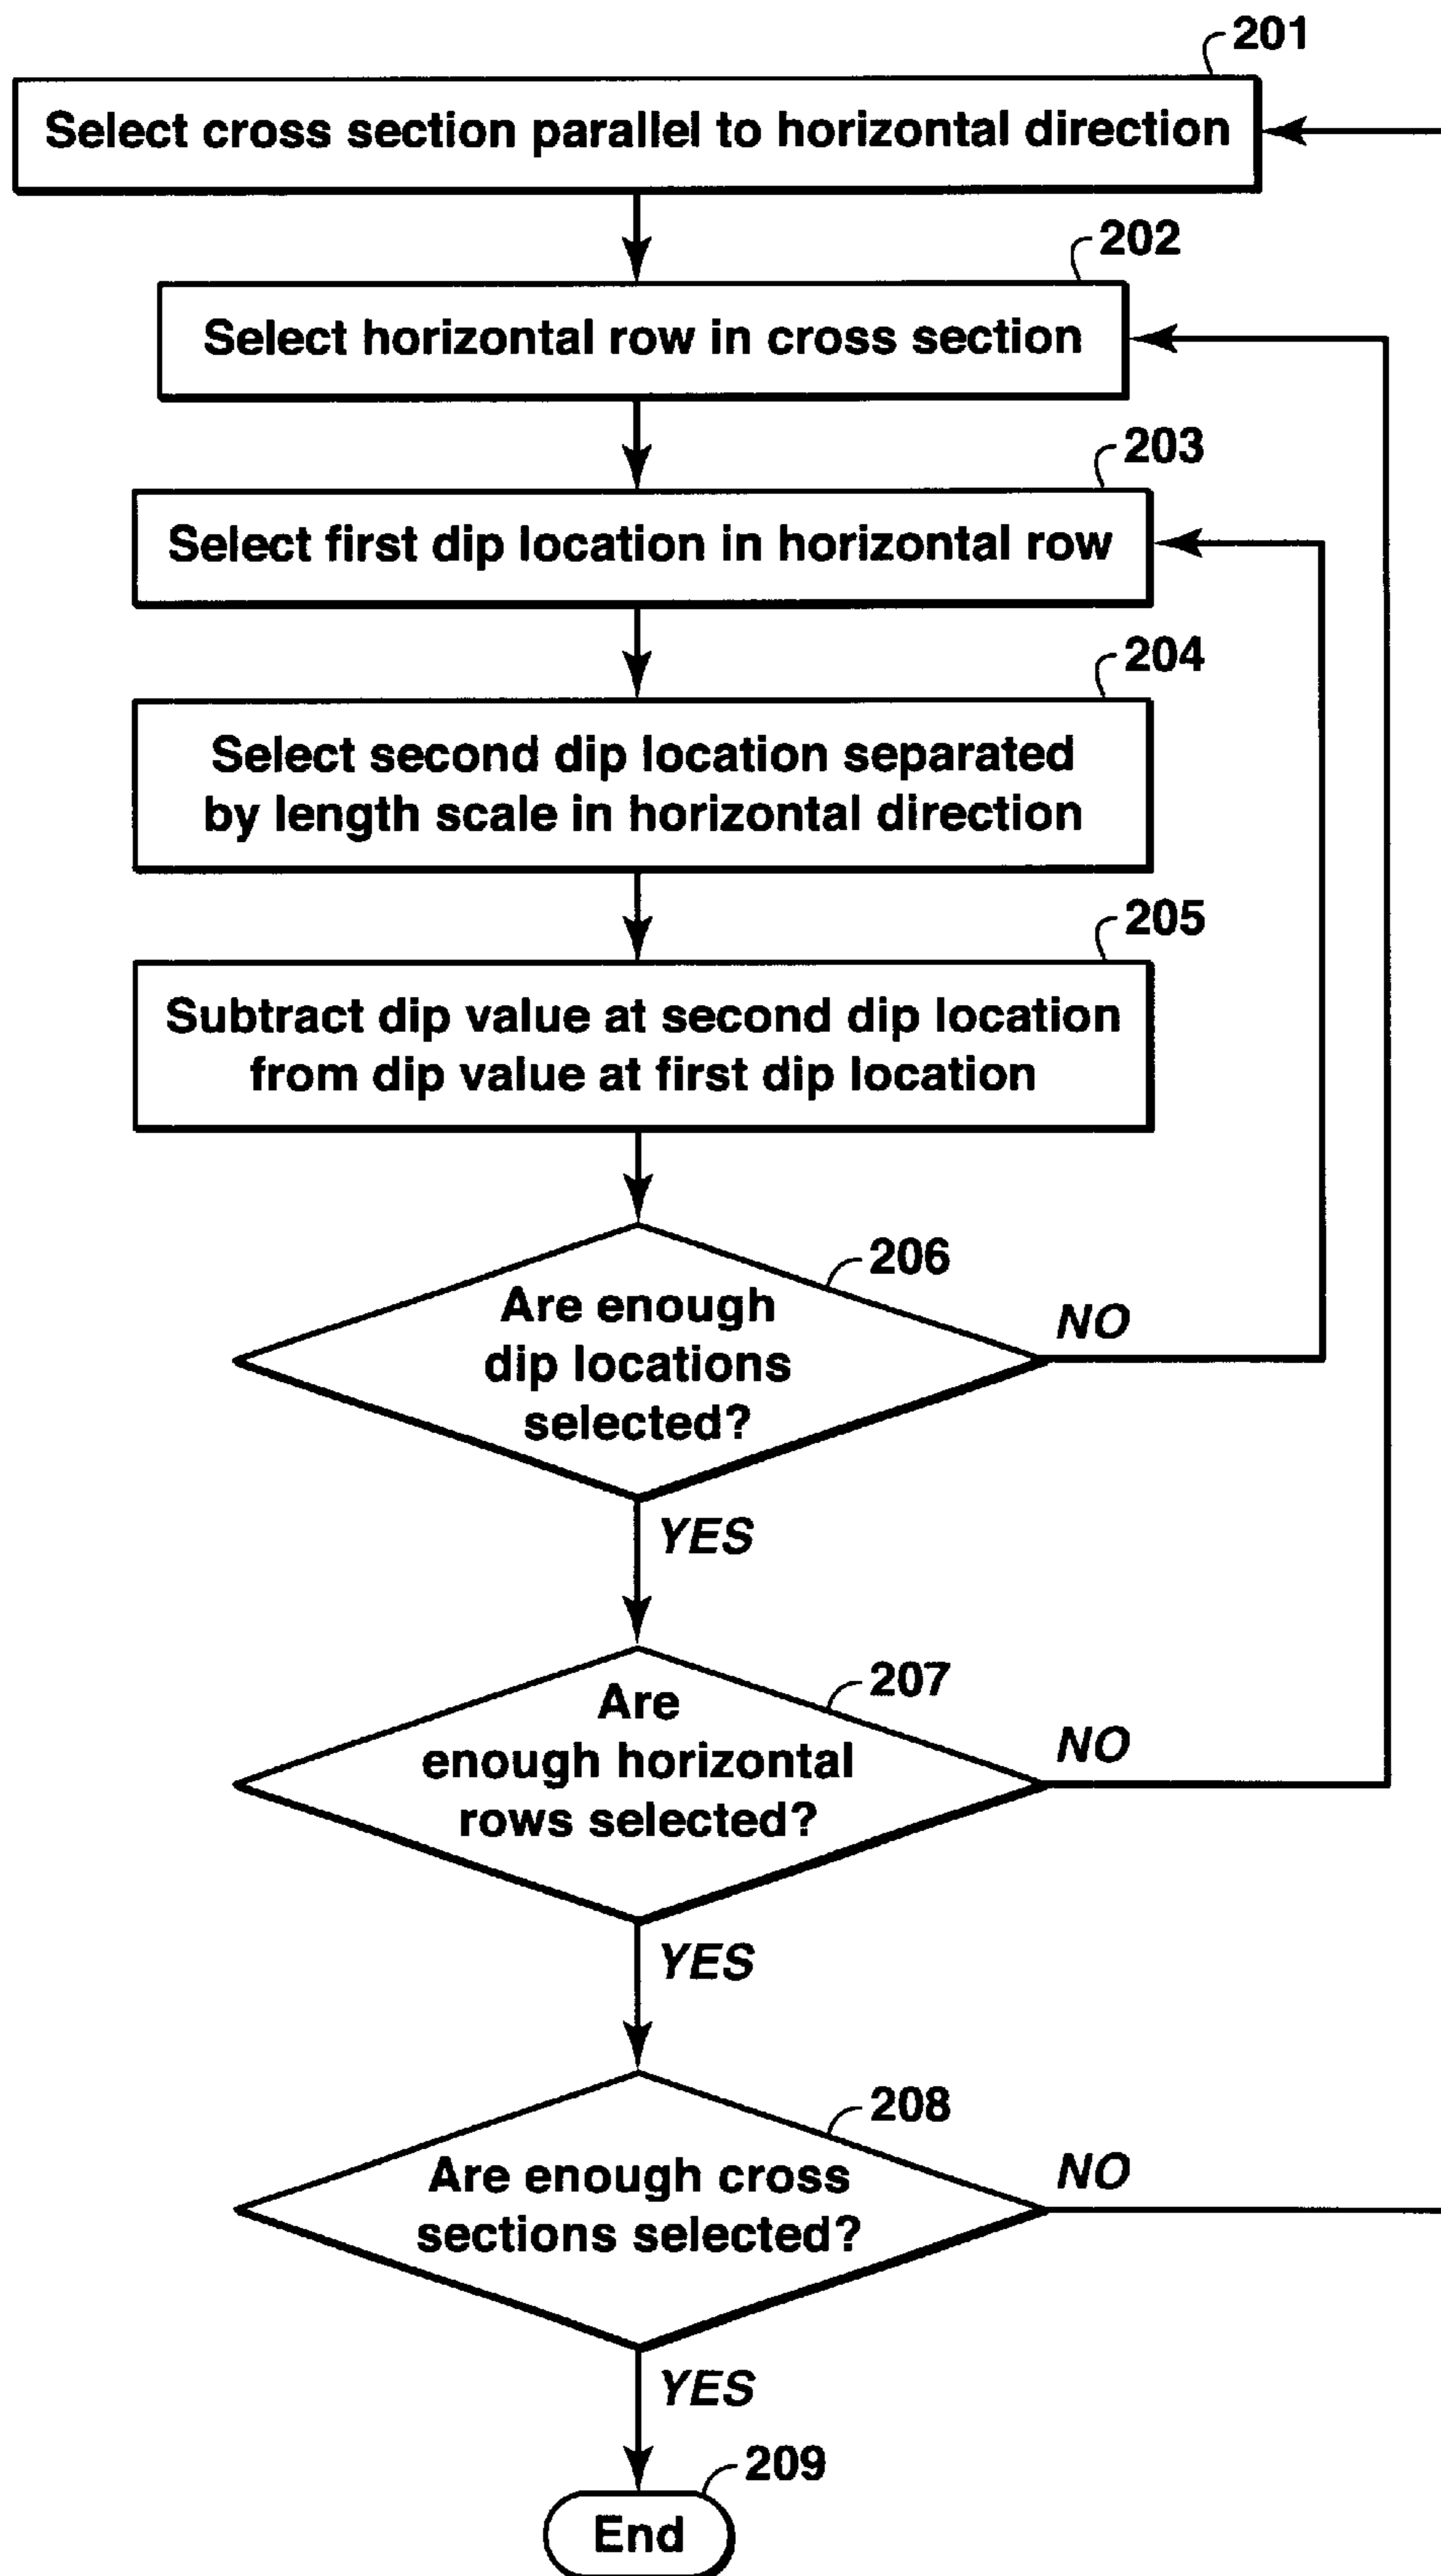 201
Select cross section parallel to horizontal direction
202
Select horizontal row in cross section
203
Select first dip location in horizontal row
204
Select second dip location separated
by length scale in horizontal direction
205
Subtract dip value at second dip location
from dip value at first dip location
206
Are enough
dip locations
selected?
NO
YES
207
Are
enough horizontal
rows selected?
NO
YES
208
Are enough cross
sections selected?
NO
YES
209
End